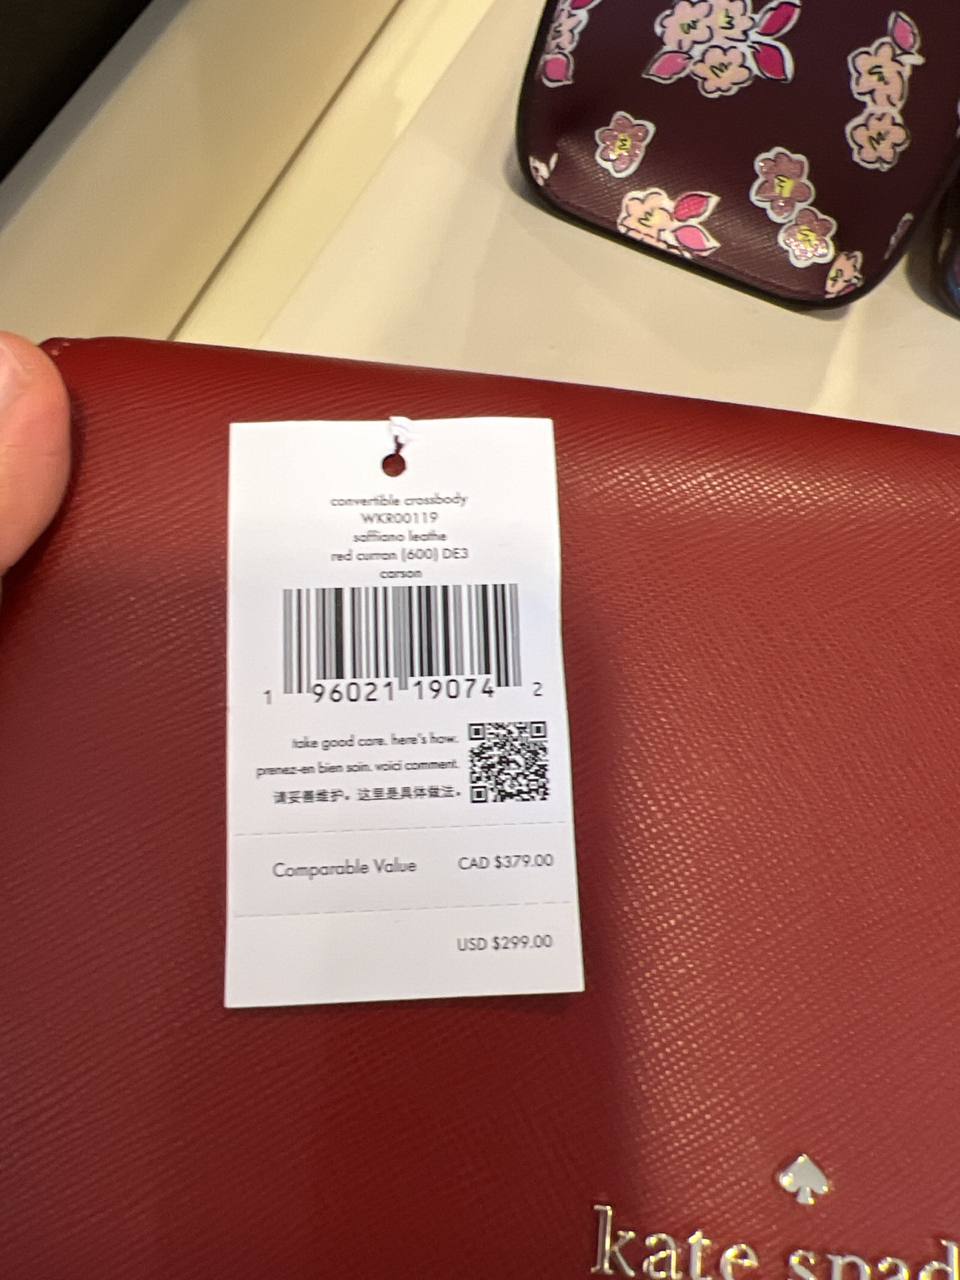 convertible crossbody
WKR00119
saffiano leathe
red curran (600) DE3
carson
1 96021 19074 2
take good care. here's how.
prenez-en bien soin. voici comment.
请妥善维护。这里是具体做法。
Comparable Value CAD $379.00
USD $299.00
kate spad